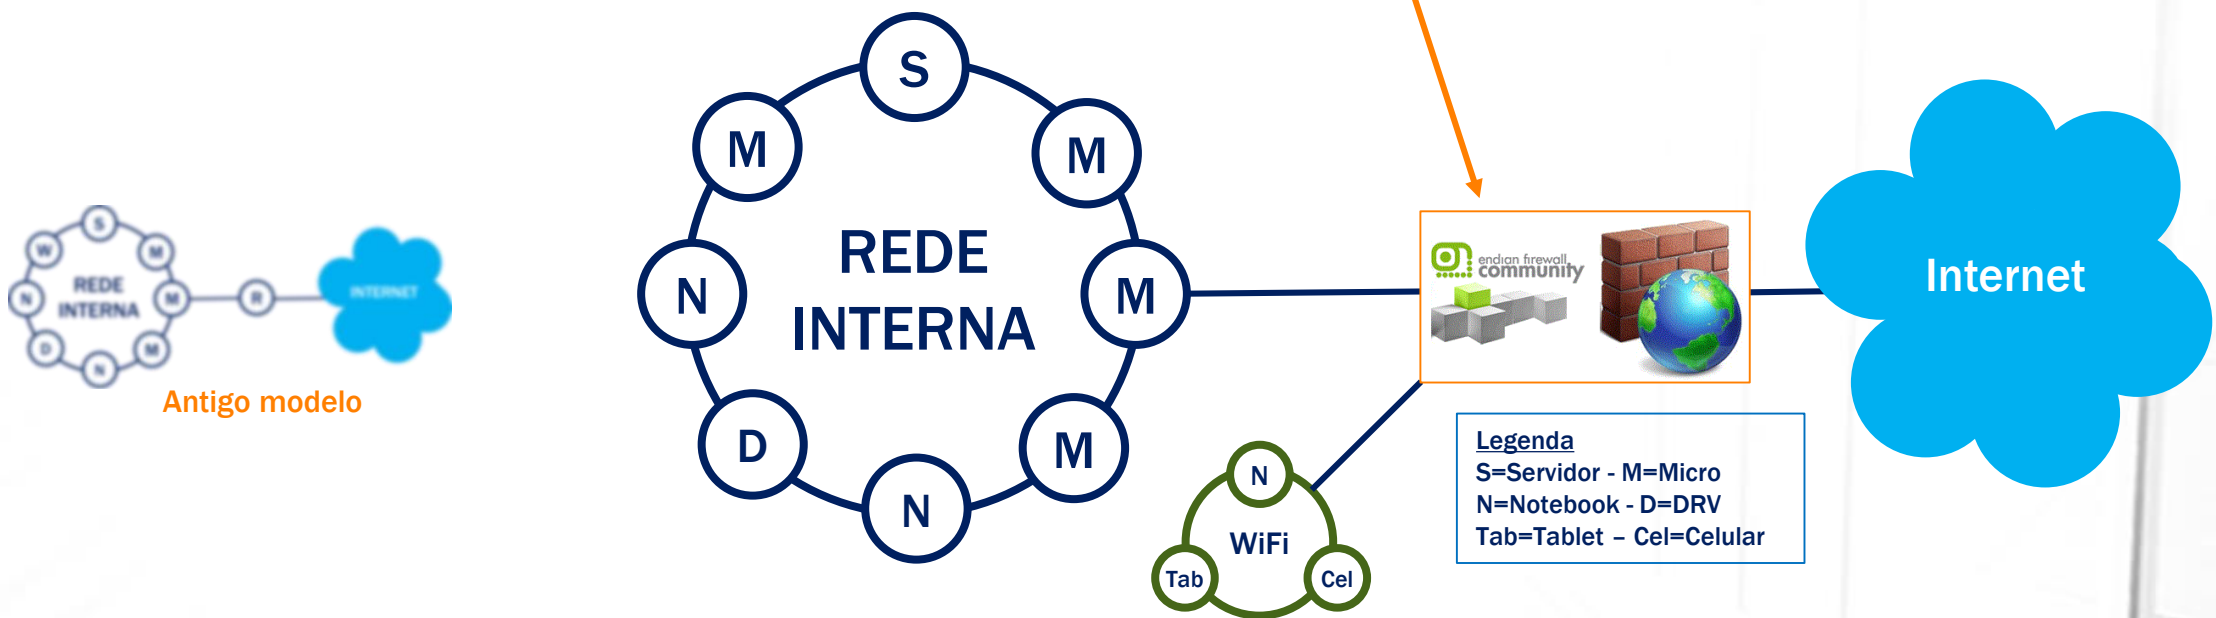 S
W
M
REDE
INTERNA
N
M
R
INTERNET
D
M
N
Antigo modelo
S
M
M
REDE
INTERNA
N
M
D
M
N
endian firewall
community
Internet
N
WiFi
Tab
Cel
Legenda
S=Servidor - M=Micro
N=Notebook - D=DRV
Tab=Tablet – Cel=Celular